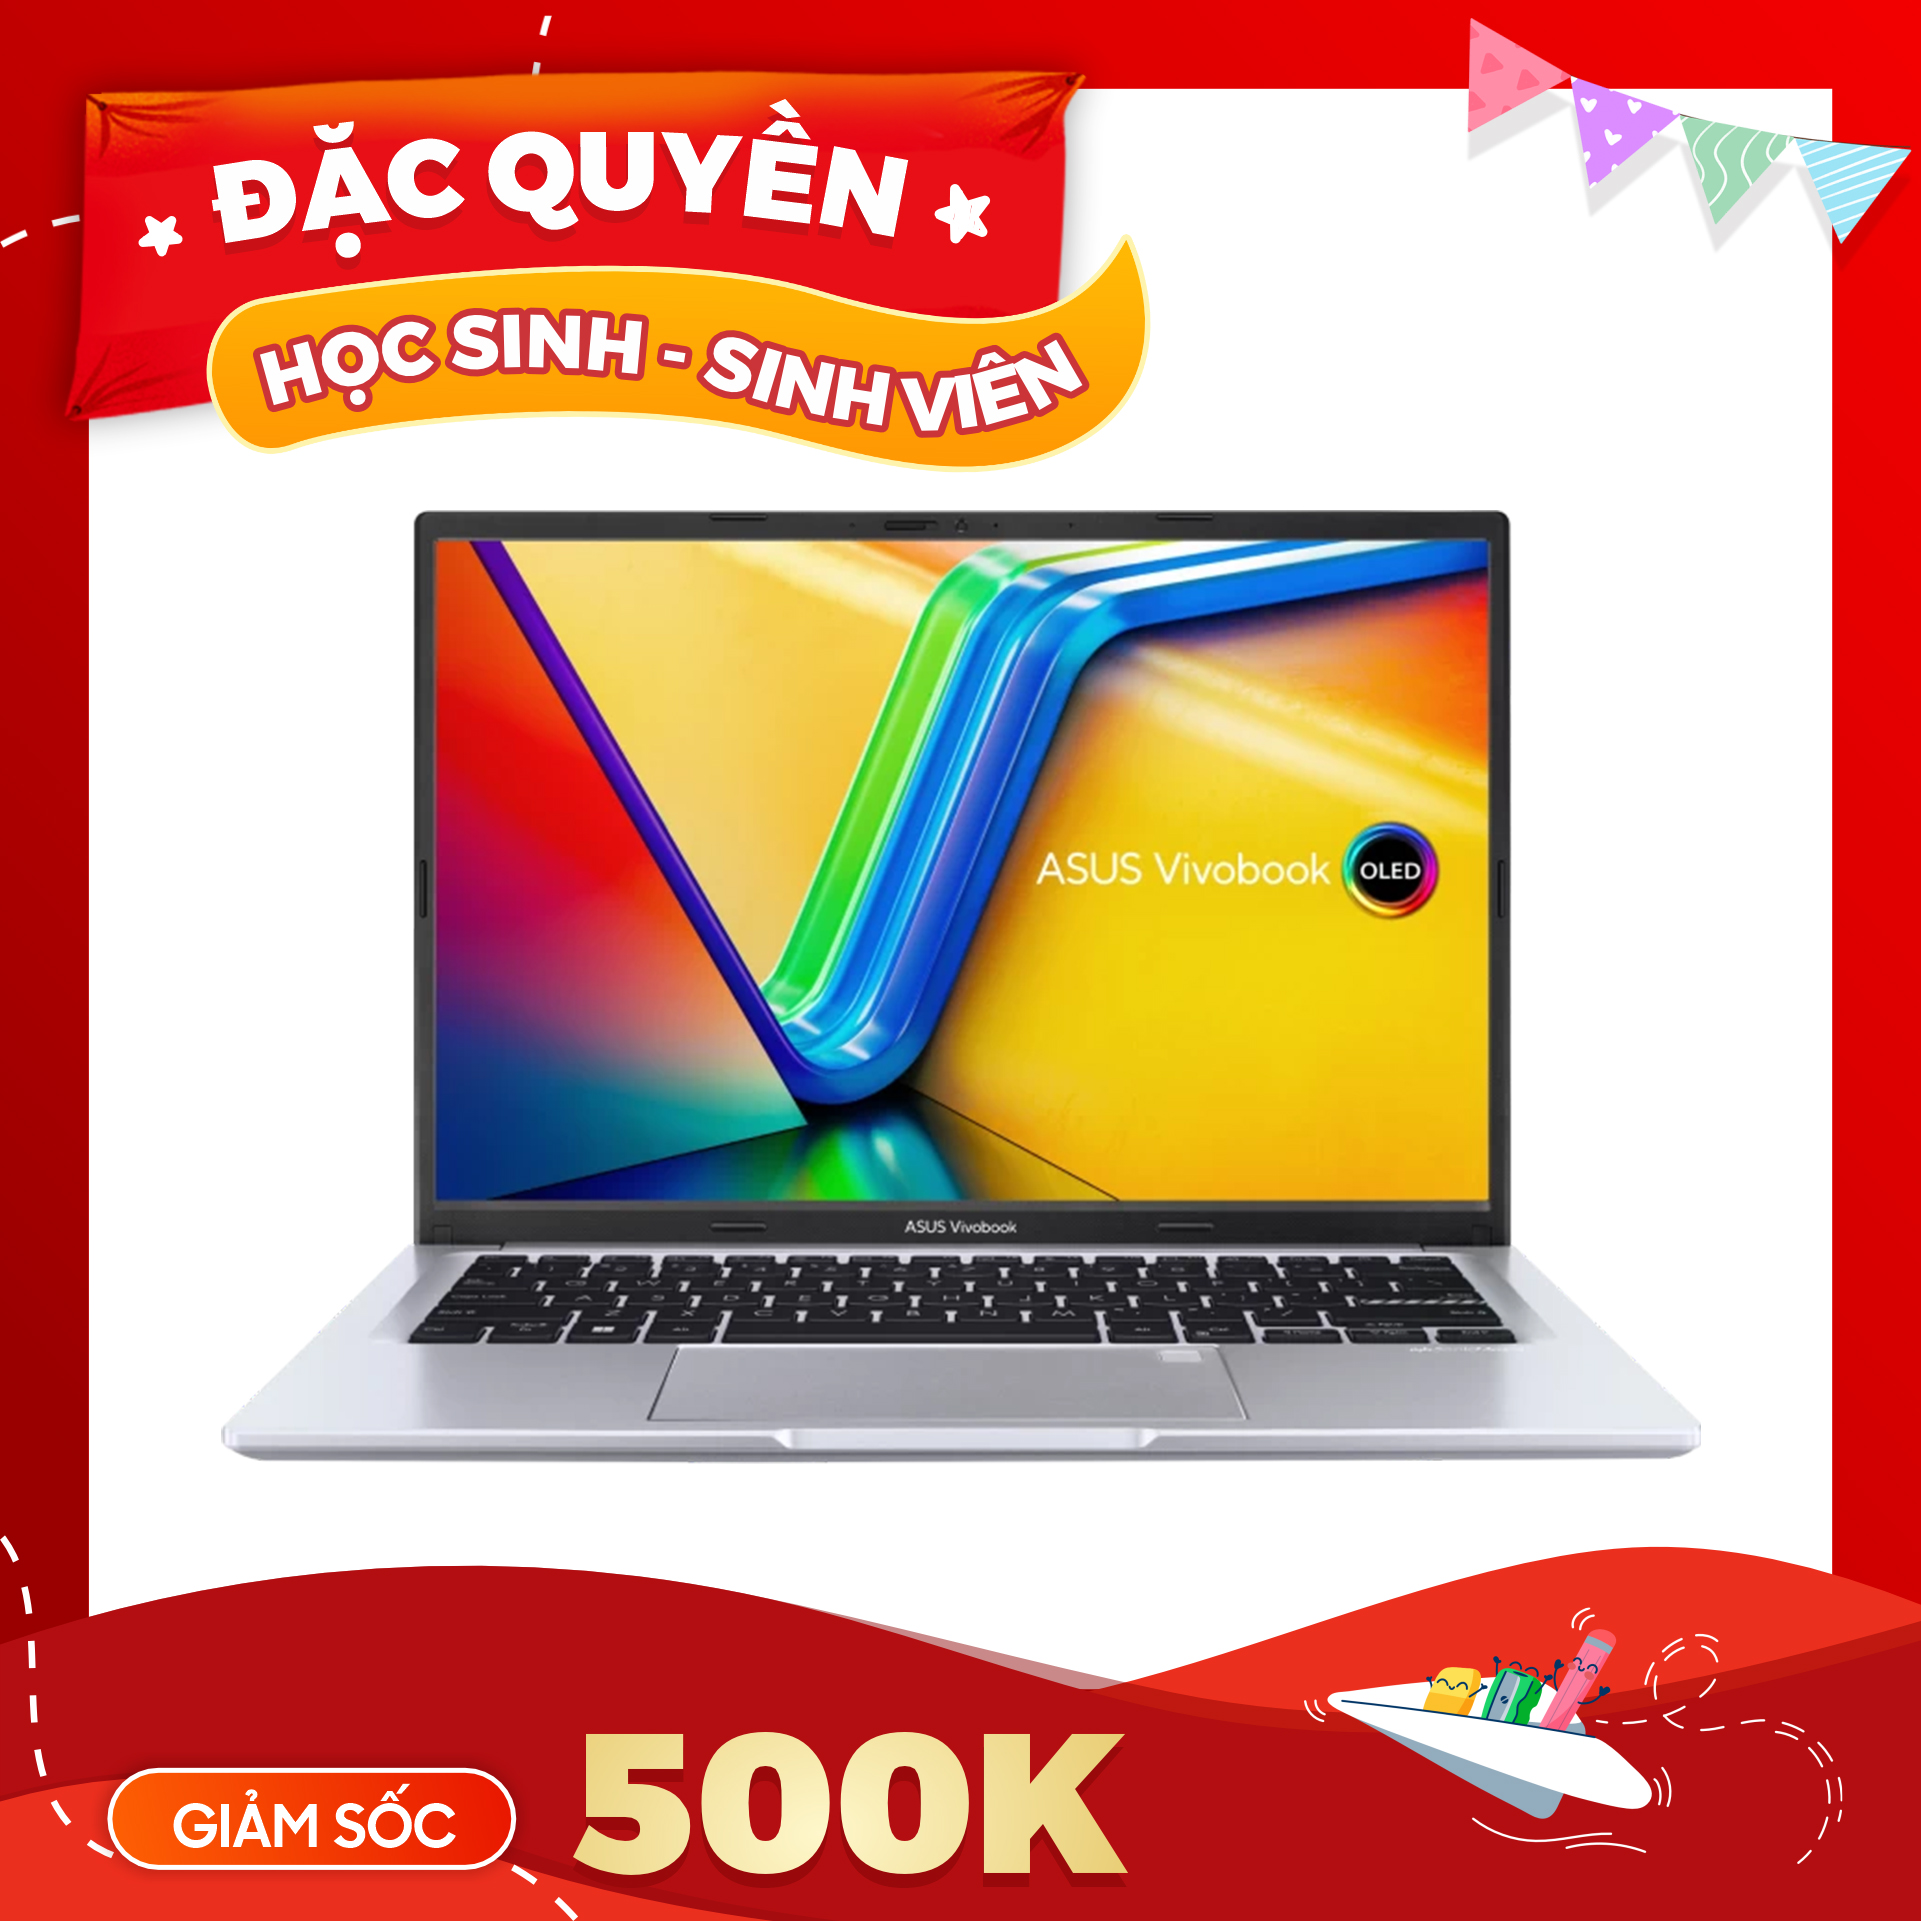 ĐẶC QUYỀN
HỌC SINH - SINH VIÊN
ASUS Vivobook OLED
ASUS Vivobook
GIẢM SỐC 500K